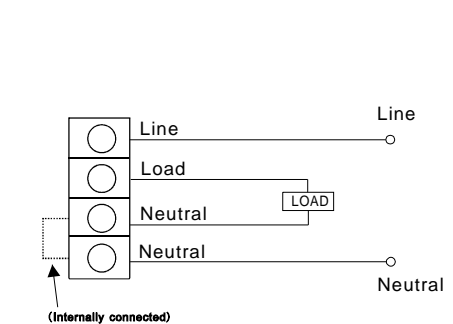 Line
Line
Load
LOAD
Neutral
Neutral
Neutral
(Internally connected)